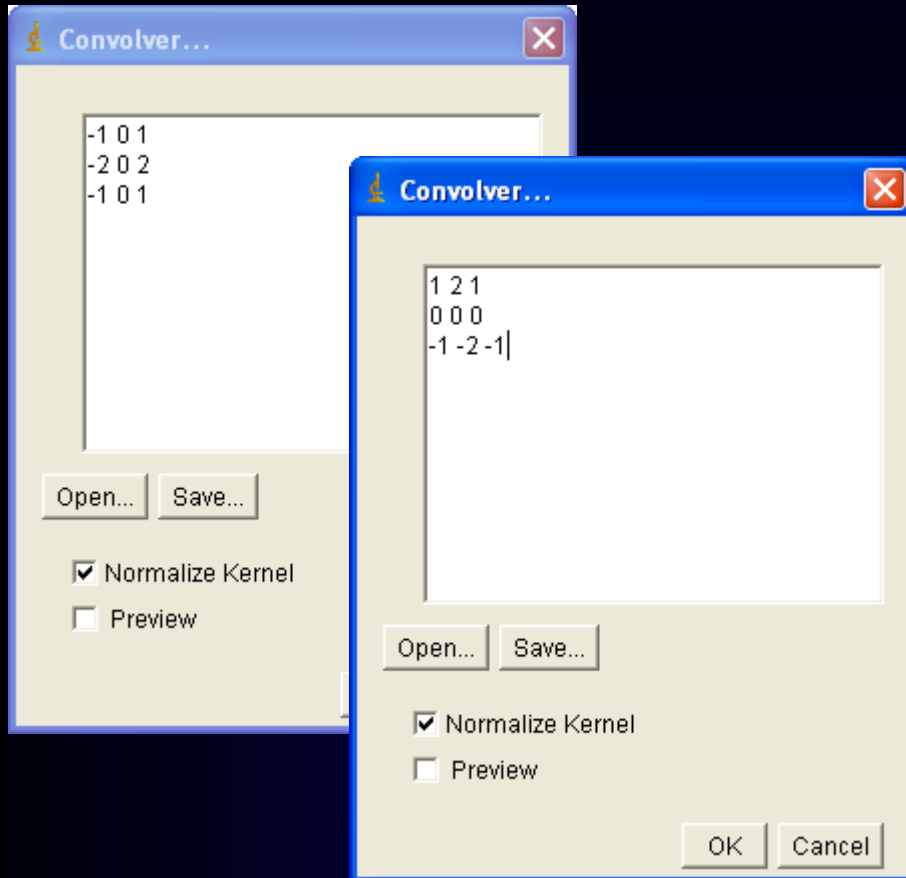 Convolver...
-1 0 1
-2 0 2
-1 0 1
Open... Save...
Normalize Kernel
Preview
Convolver...
1 2 1
0 0 0
-1 -2 -1
Open... Save...
Normalize Kernel
Preview
OK Cancel